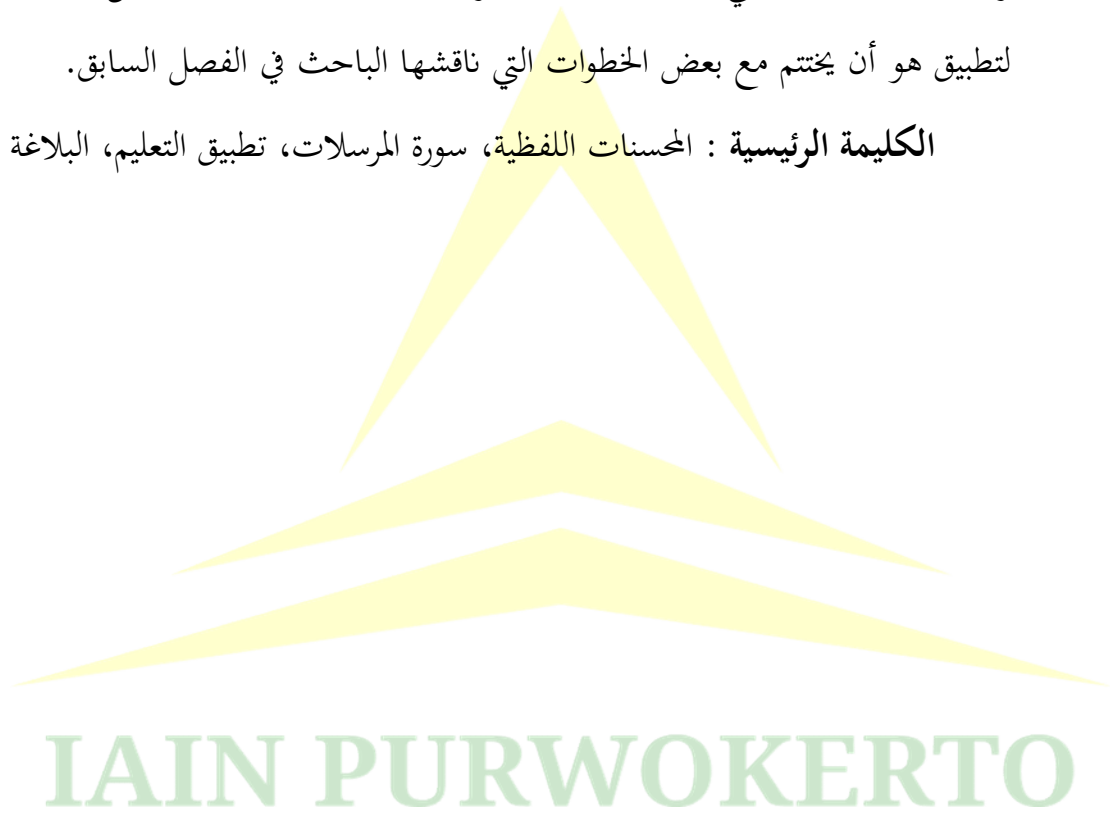 لتطبيق هو أن يختتم مع بعض الخطوات التي ناقشها الباحث في الفصل السابق.
الكليمة الرئيسية : المحسنات اللفظية، سورة المرسلات، تطبيق التعليم، البلاغة
IAIN PURWOKERTO